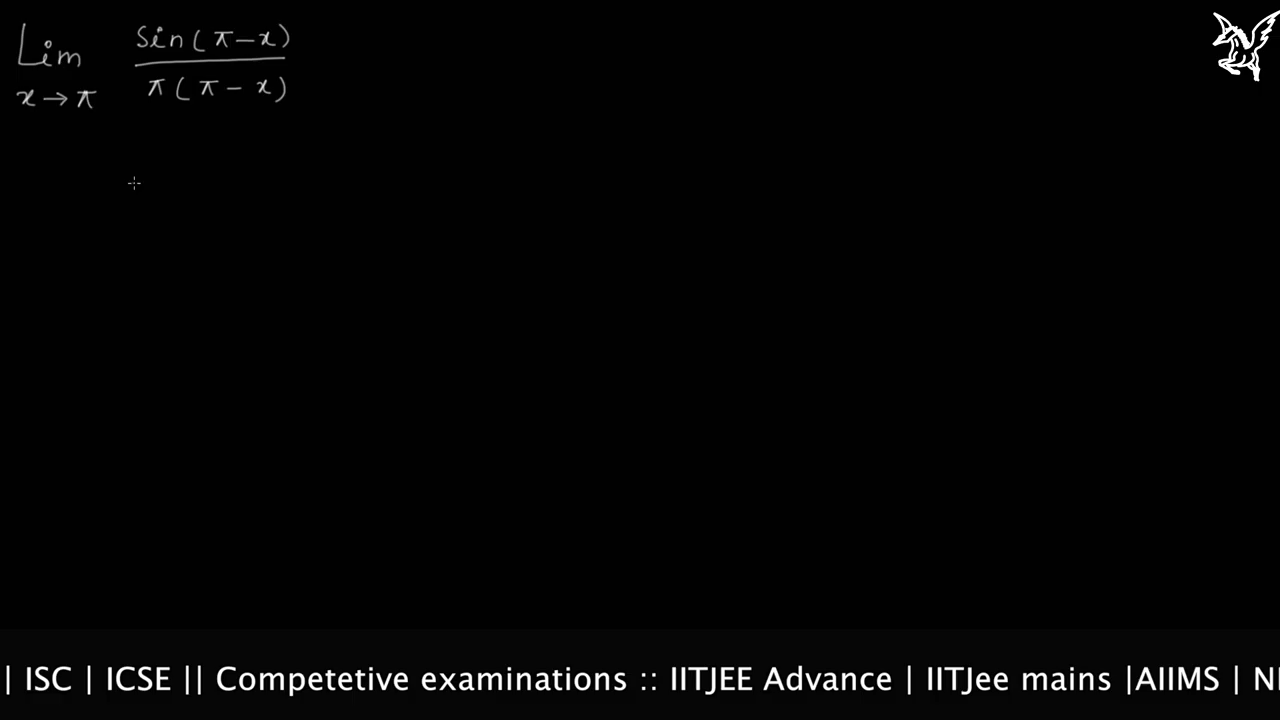 Lim Sin(π-x)
x→π π(π-x)
| ISC | ICSE || Competetive examinations :: IITJEE Advance | IITJee mains |AIIMS |